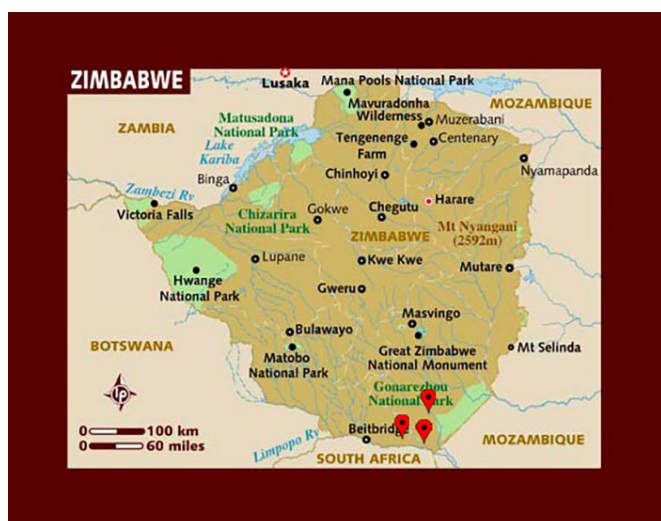 ZIMBABWE
Lusaka
Mana Pools National Park
MOZAMBIQUE
Mavuradonha
Wilderness
Muzerabani
ZAMBIA
Matusadona
National Park
Tengenenge
Farm
Centenary
Lake
Kariba
Nyamapanda
Chinhoyi
Binga
Zambezi Rv
Harare
Victoria Falls
Chizarira
National Park
Gokwe
Chegutu
ZIMBABWE
Mt Nyangani
(2592m)
Lupane
Kwe Kwe
Mutare
Hwange
National Park
Gweru
Masvingo
Bulawayo
BOTSWANA
Matobo
National Park
Great Zimbabwe
National Monument
Mt Selinda
Gonarezhou
National Park
LP
0 100 km
0 60 miles
Beitbridge
Limpopo Rv
MOZAMBIQUE
SOUTH AFRICA